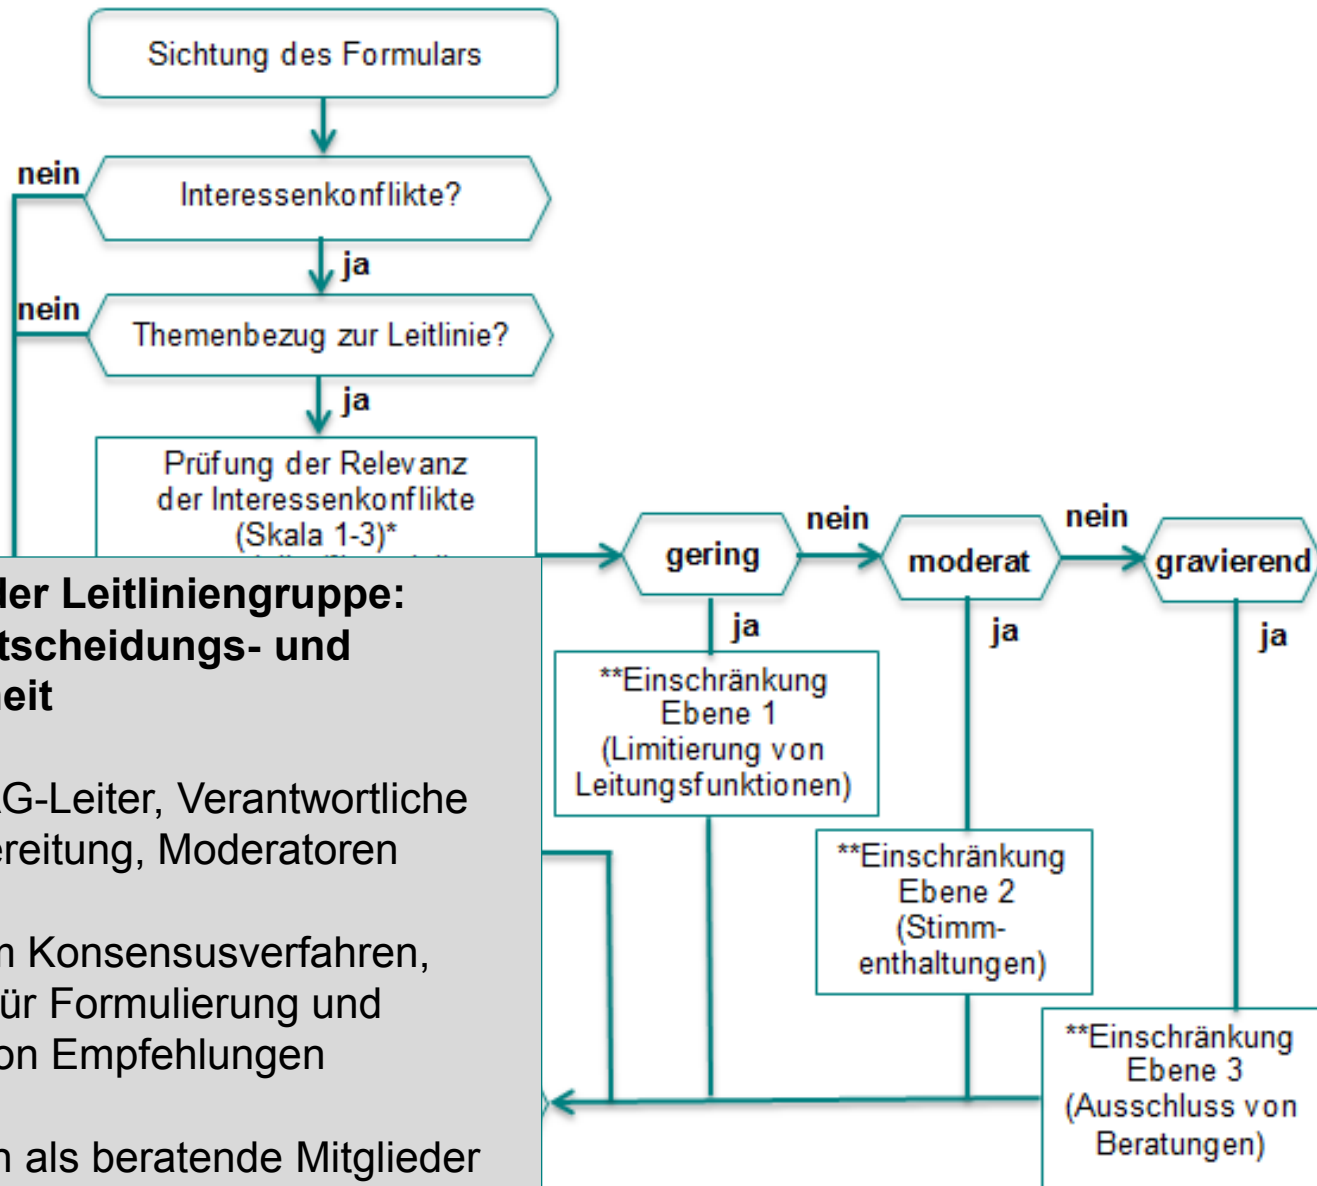 Sichtung des Formulars
nein
Interessenkonflikte?
ja
nein
Themenbezug zur Leitlinie?
ja
Prüfung der Relevanz
der Interessenkonflikte
(Skala 1-3)*
gering
nein
moderat
nein
gravierend
ja
ja
ja
**Einschränkung
Ebene 1
(Limitierung von
Leitungsfunktionen)
**Einschränkung
Ebene 2
(Stimm-
enthaltungen)
**Einschränkung
Ebene 3
(Ausschluss von
Beratungen)
der Leitliniengruppe:
tscheidungs- und
heit
G-Leiter, Verantwortliche
ereitung, Moderatoren
Konsensusverfahren,
ür Formulierung und
on Empfehlungen
als beratende Mitglieder